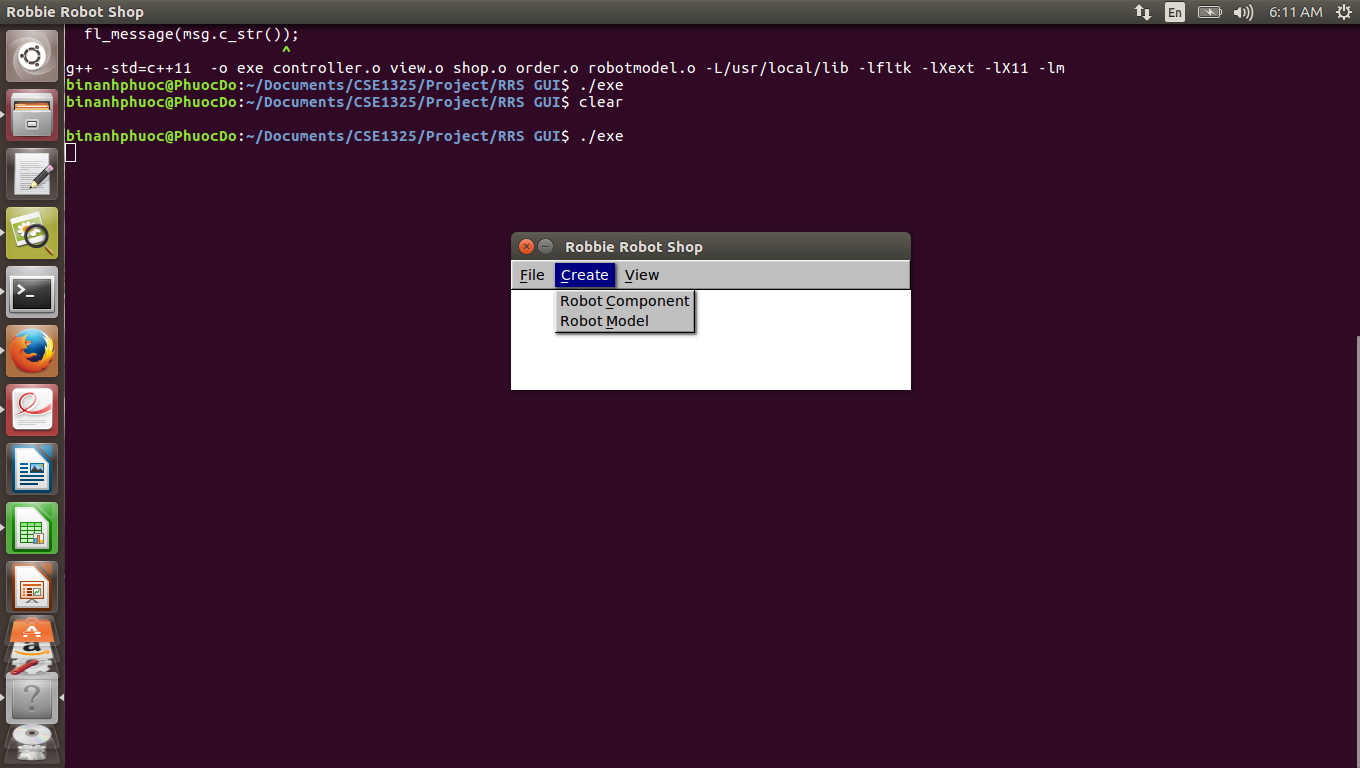 Robbie Robot Shop
En
6:11 AM
fl_message(msg.c_str());
^
g++ -std=c++11  -o exe controller.o view.o shop.o order.o robotmodel.o -L/usr/local/lib -lfltk -lXext -lX11 -lm
binanhphuoc@PhuocDo:~/Documents/CSE1325/Project/RRS GUI$ ./exe
binanhphuoc@PhuocDo:~/Documents/CSE1325/Project/RRS GUI$ clear
binanhphuoc@PhuocDo:~/Documents/CSE1325/Project/RRS GUI$ ./exe
Robbie Robot Shop
File Create View
Robot Component
Robot Model